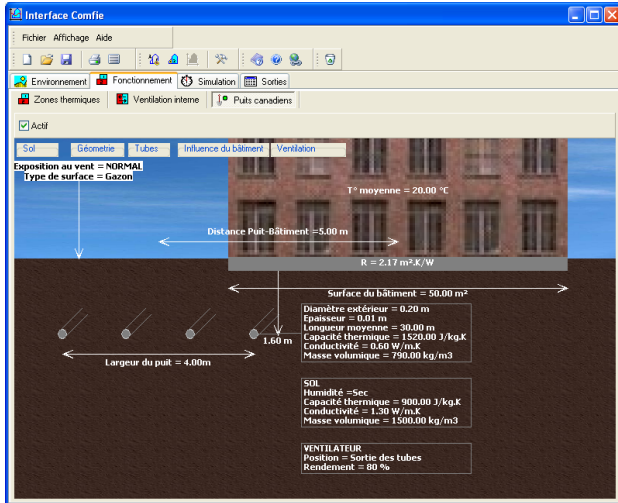 Interface Comfie
Fichier Affichage Aide
Environnement Fonctionnement Simulation Sorties
Zones thermiques Ventilation interne Puits canadiens
Actif
Sol Géometrie Tubes Influence du bâtiment Ventilation
Exposition au vent = NORMAL
Type de surface = Gazon
T° moyenne = 20.00 °C
Distance Puit-Bâtiment =5.00 m
R = 2.17 m².K/W
Surface du bâtiment = 50.00 m²
Diamètre extérieur = 0.20 m
Epaisseur = 0.01 m
Longueur moyenne = 30.00 m
Capacité thermique = 1520.00 J/kg.K
Conductivité = 0.60 W/m.K
Masse volumique = 790.00 kg/m3
1.60 m
Largeur du puit = 4.00m
SOL
Humidité =Sec
Capacité thermique = 900.00 J/kg.K
Conductivité = 1.30 W/m.K
Masse volumique = 1500.00 kg/m3
VENTILATEUR
Position = Sortie des tubes
Rendement = 80 %